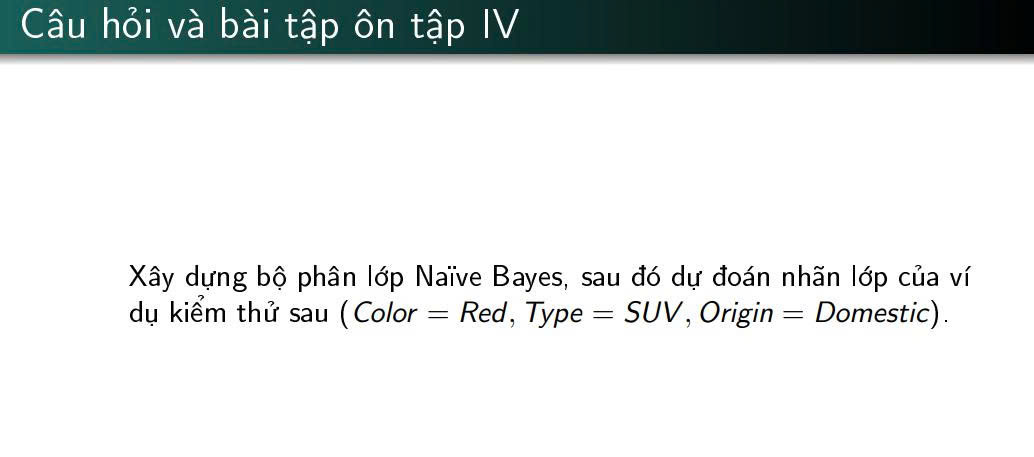 Câu hỏi và bài tập ôn tập IV
Xây dựng bộ phân lớp Naïve Bayes, sau đó dự đoán nhãn lớp của ví
dụ kiểm thử sau (Color = Red, Type = SUV, Origin = Domestic).